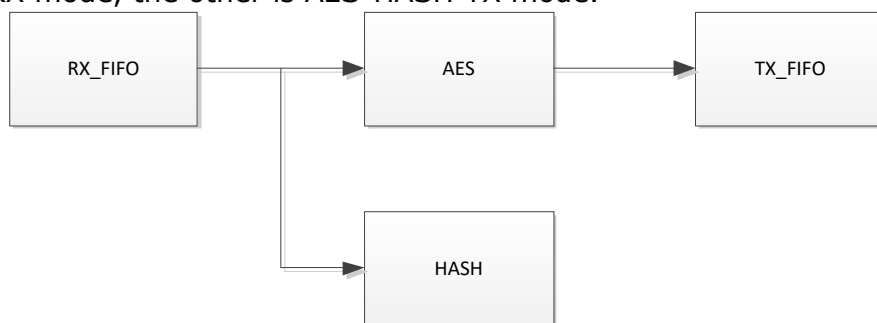 RX mode, the other is AES-HASH TX mode.
RX_FIFO
AES
TX_FIFO
HASH